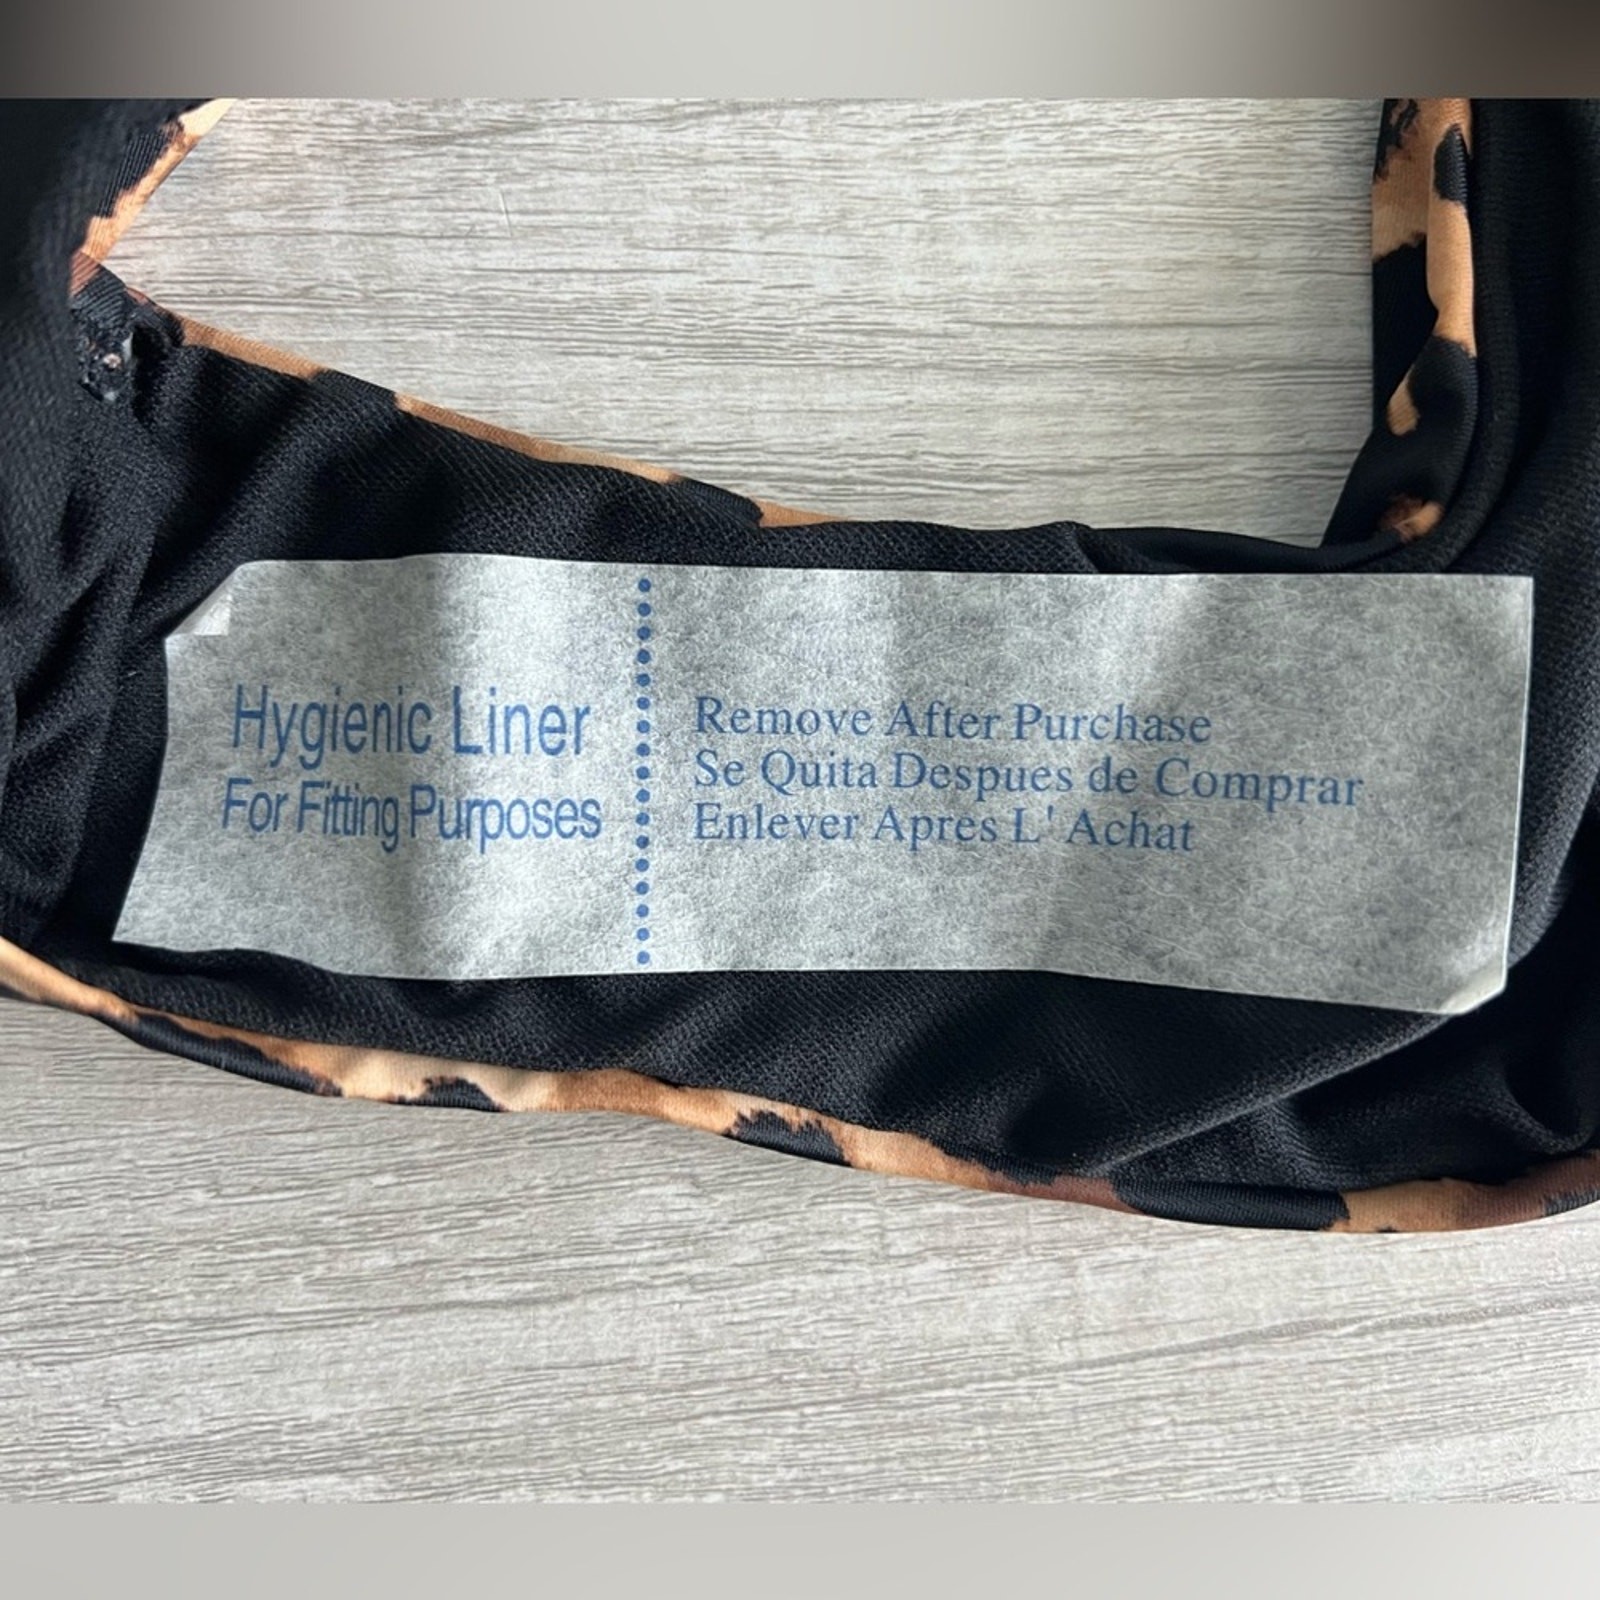 Hygienic Liner
For Fitting Purposes
Remove After Purchase
Se Quita Despues de Comprar
Enlever Apres L' Achat